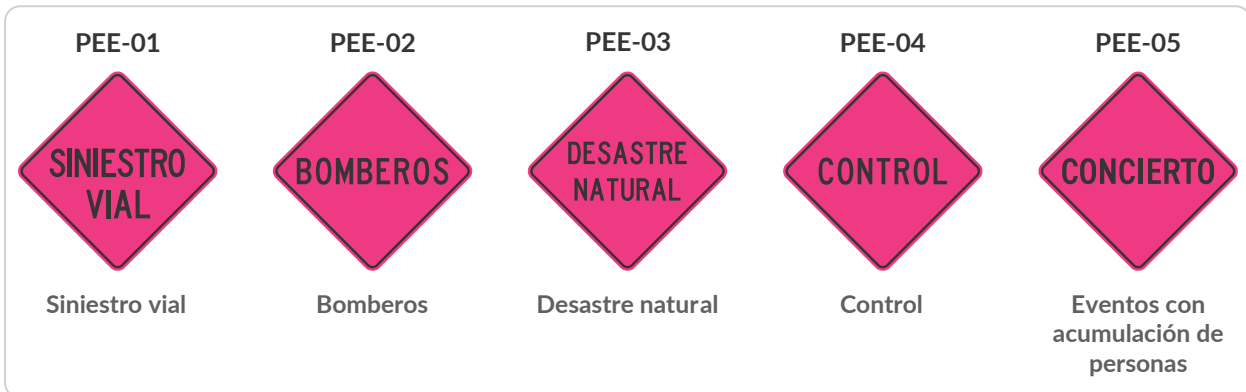 PEE-01
PEE-02
PEE-03
PEE-04
PEE-05
SINIESTRO
VIAL
BOMBEROS
DESASTRE
NATURAL
CONTROL
CONCIERTO
Siniestro vial
Bomberos
Desastre natural
Control
Eventos con
acumulación de
personas